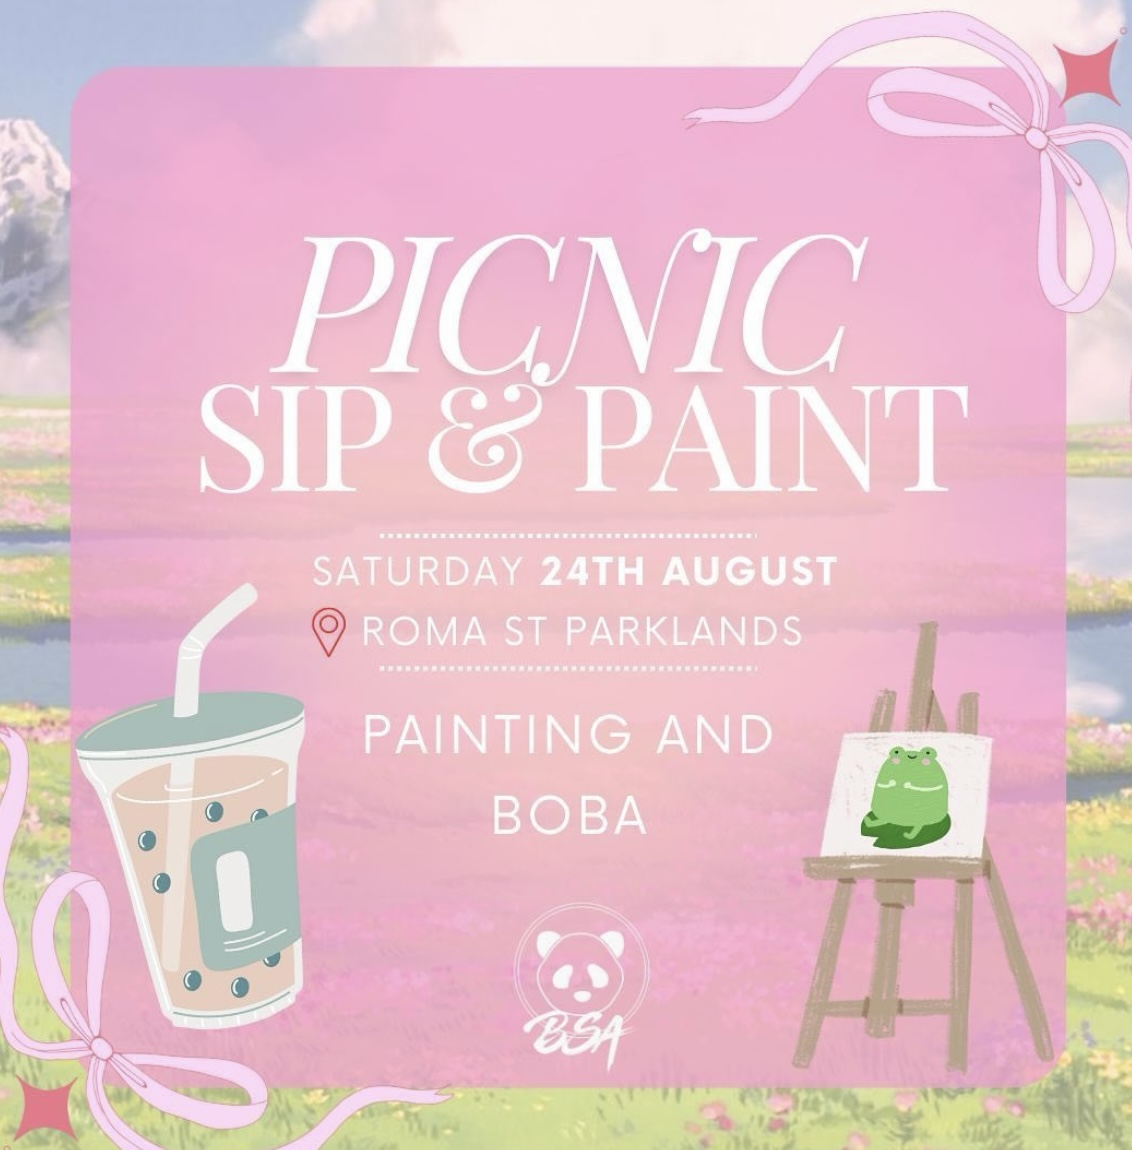 PICNIC
SIP & PAINT
SATURDAY 24TH AUGUST
ROMA ST PARKLANDS
PAINTING AND
BOBA
BSA